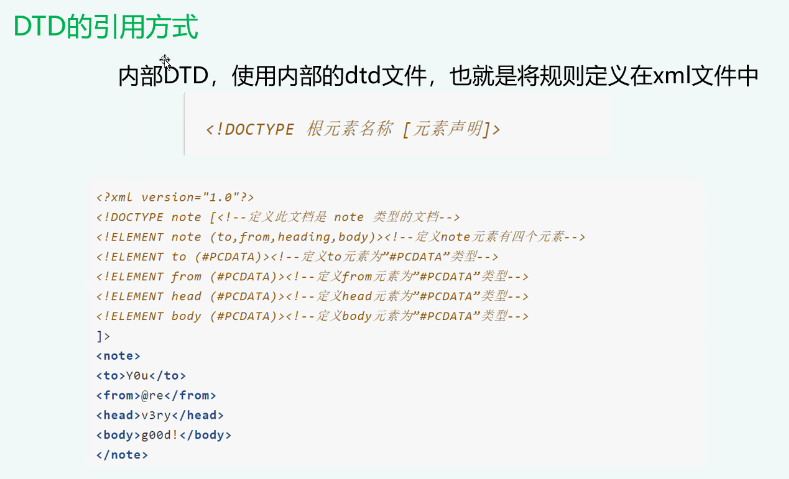 DTD的引用方式
内部DTD，使用内部的dtd文件，也就是将规则定义在xml文件中
<!DOCTYPE 根元素名称 [元素声明]>
<?xml version="1.0"?>
<!DOCTYPE note [<!--定义此文档是 note 类型的文档-->
<!ELEMENT note (to,from,heading,body)><!--定义note元素有四个元素-->
<!ELEMENT to (#PCDATA)><!--定义to元素为”#PCDATA”类型-->
<!ELEMENT from (#PCDATA)><!--定义from元素为”#PCDATA”类型-->
<!ELEMENT head (#PCDATA)><!--定义head元素为”#PCDATA”类型-->
<!ELEMENT body (#PCDATA)><!--定义body元素为”#PCDATA”类型-->
]>
<note>
<to>Y0u</to>
<from>@re</from>
<head>v3ry</head>
<body>g00d!</body>
</note>